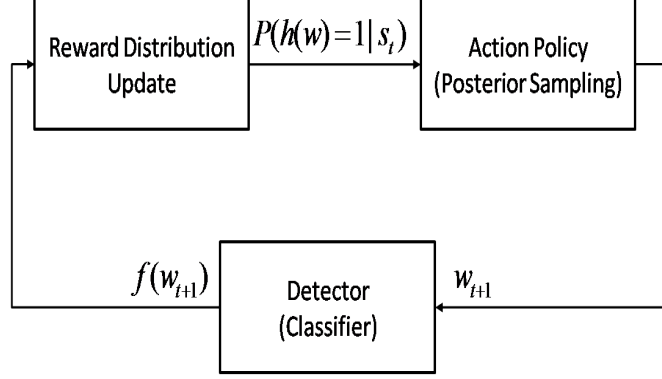 Reward Distribution
Update
P(h(w)=1|s_t)
Action Policy
(Posterior Sampling)
f(w_{t+1})
Detector
(Classifier)
w_{t+1}